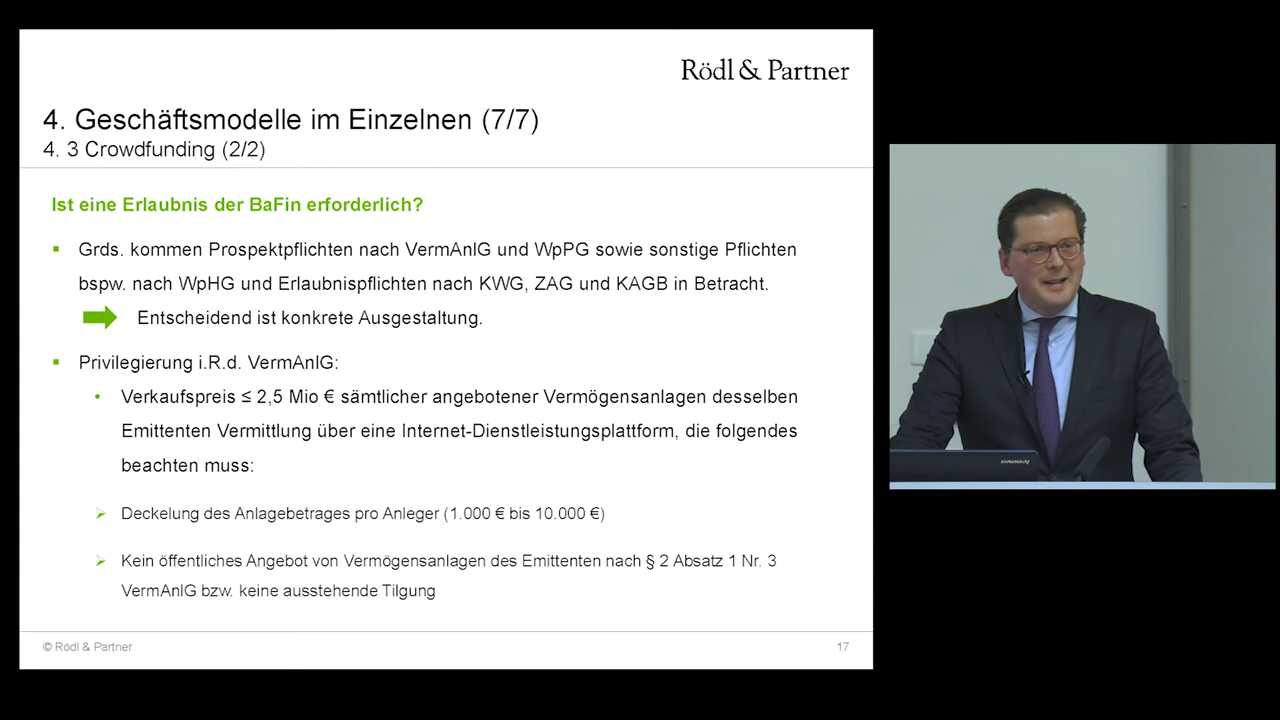 Rödl & Partner
4. Geschäftsmodelle im Einzelnen (7/7)
4. 3 Crowdfunding (2/2)
Ist eine Erlaubnis der BaFin erforderlich?
▪ Grds. kommen Prospektpflichten nach VermAnlG und WpPG sowie sonstige Pflichten
bspw. nach WpHG und Erlaubnispflichten nach KWG, ZAG und KAGB in Betracht.
Entscheidend ist konkrete Ausgestaltung.
▪ Privilegierung i.R.d. VermAnlG:
• Verkaufspreis ≤ 2,5 Mio € sämtlicher angebotener Vermögensanlagen desselben
Emittenten Vermittlung über eine Internet-Dienstleistungsplattform, die folgendes
beachten muss:
➢ Deckelung des Anlagebetrages pro Anleger (1.000 € bis 10.000 €)
➢ Kein öffentliches Angebot von Vermögensanlagen des Emittenten nach § 2 Absatz 1 Nr. 3
VermAnlG bzw. keine ausstehende Tilgung
© Rödl & Partner
17
lenovo